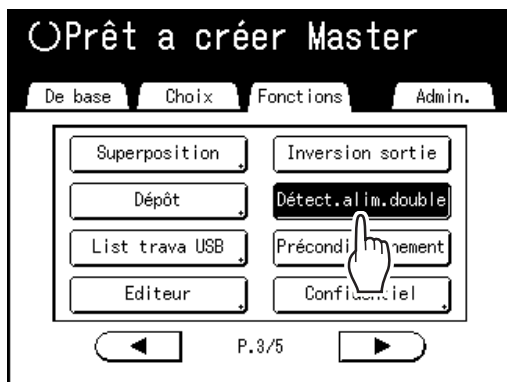 Prêt a créer Master
De base Choix Fonctions Admin.
Superposition Inversion sortie
Dépôt Détect.alim.double
List trava USB
Editeur
P.3/5